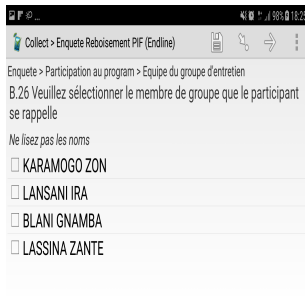 98% 18:23
Collect > Enquete Reboisement PIF (Endline)
Enquete > Participation au program > Equipe du groupe d'entretien
B.26 Veuillez sélectionner le membre de groupe que le participant
se rappelle
Ne lisez pas les noms
KARAMOGO ZON
LANSANI IRA
BLANI GNAMBA
LASSINA ZANTE